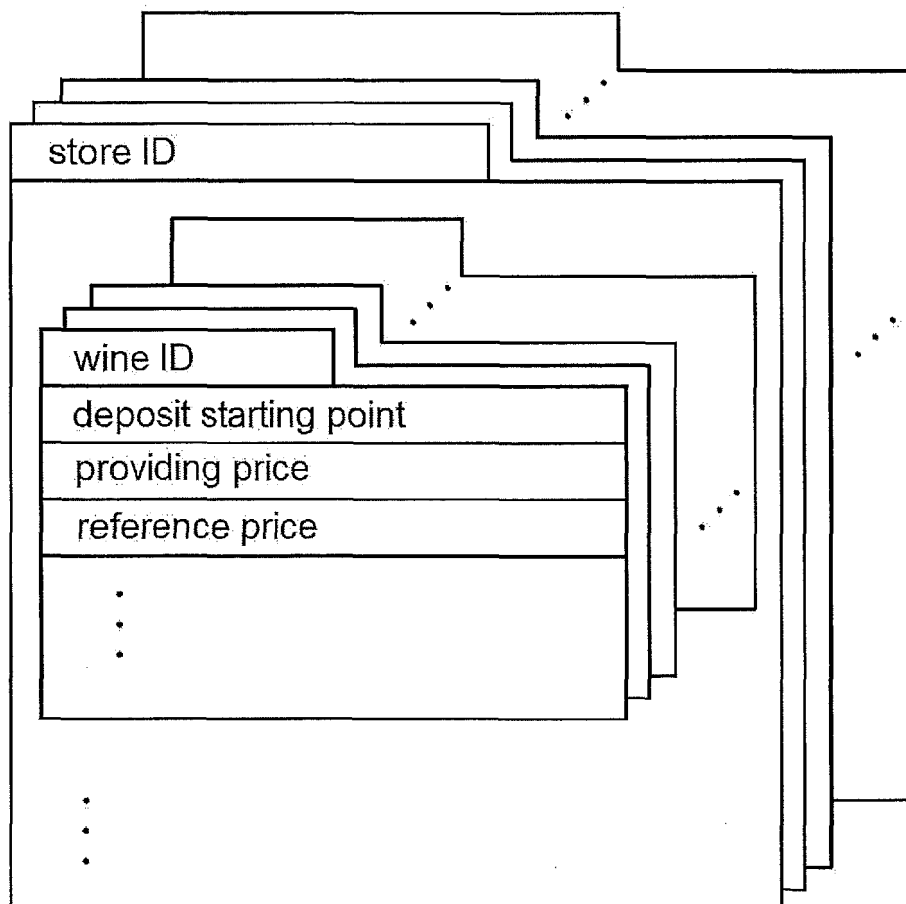 store ID
wine ID
deposit starting point
providing price
reference price